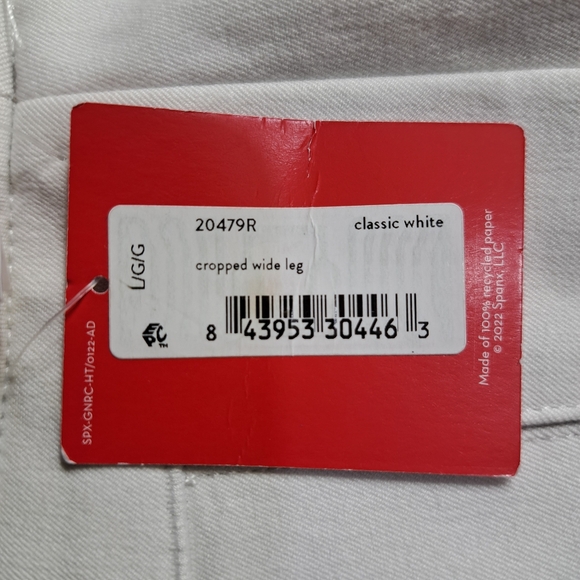 20479R
classic white
L/G/G
cropped wide leg
8 43953 30446 3
EPC™
SPX-GNRC-HT/0122-AD
Made of 100% recycled paper
© 2022 Spanx, LLC